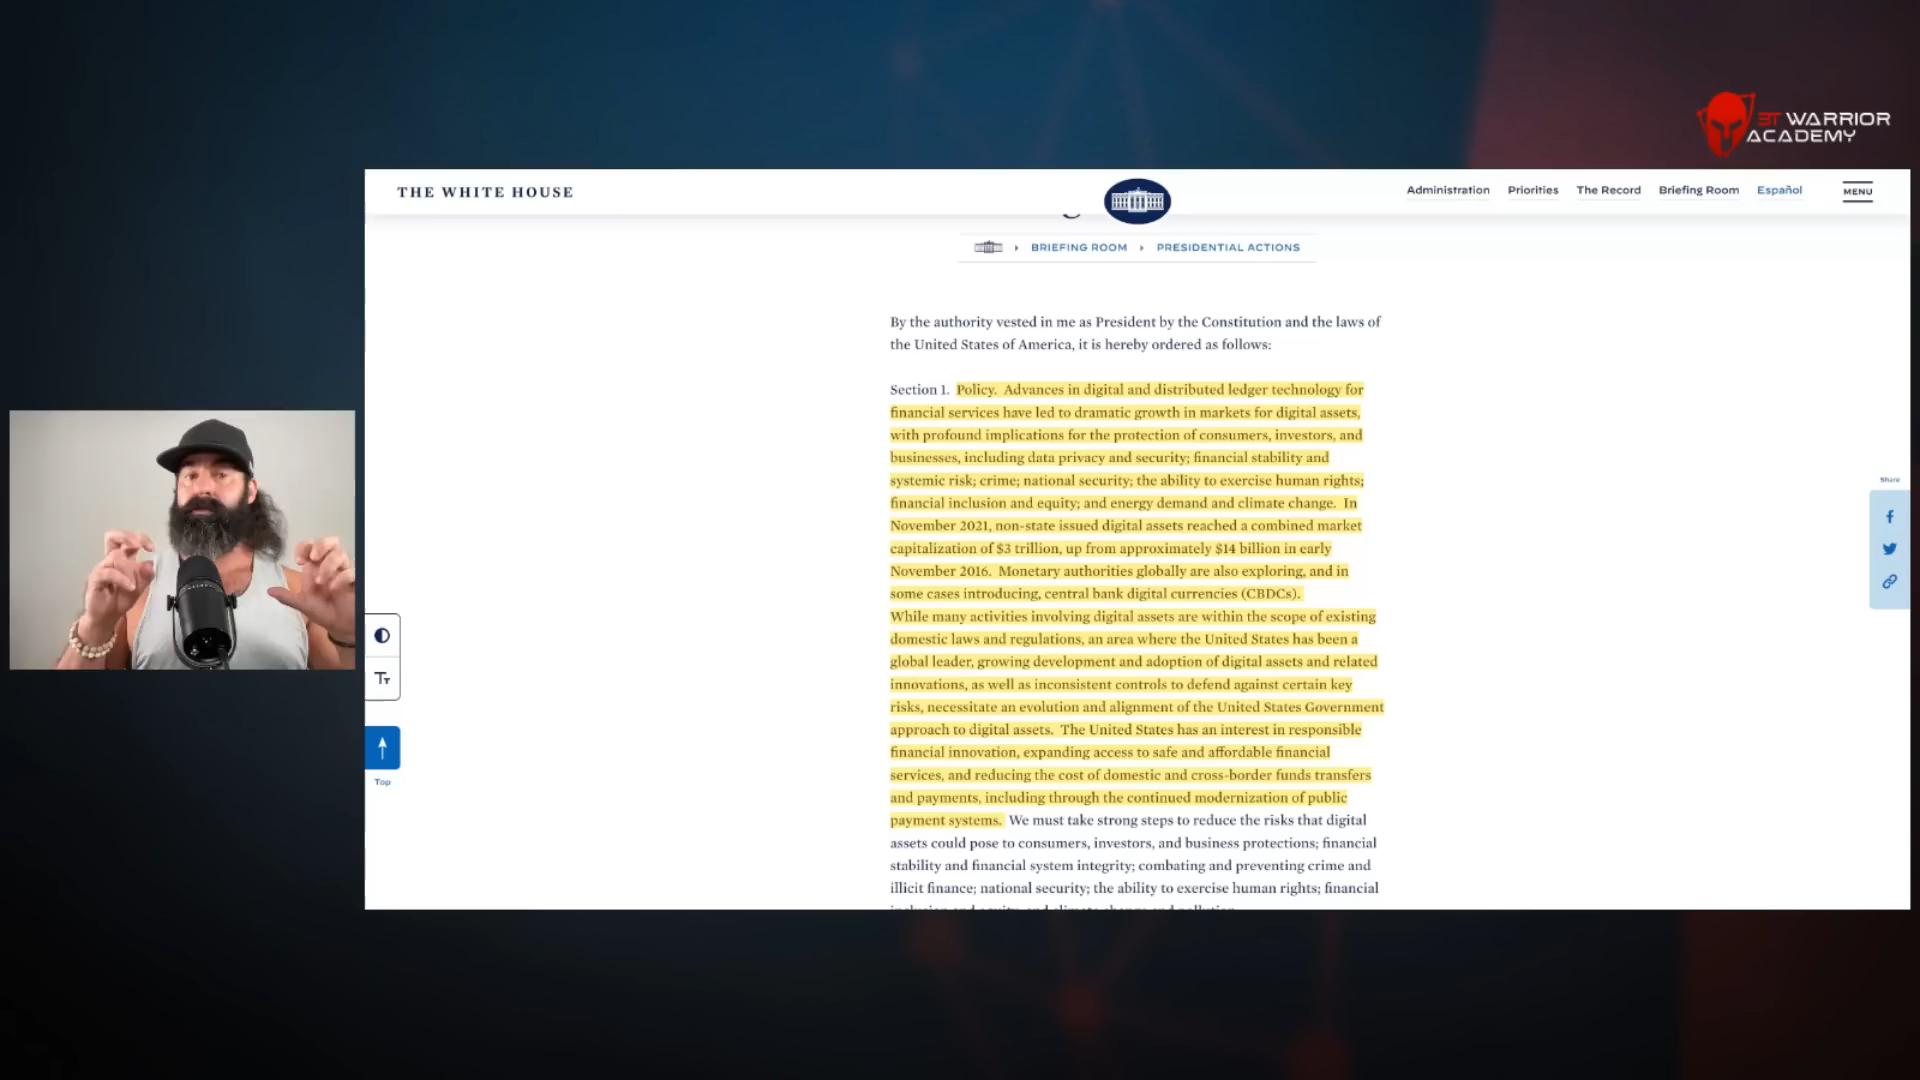 3T WARRIOR
ACADEMY
THE WHITE HOUSE
Administration
Priorities
The Record
Briefing Room
Español
MENU
BRIEFING ROOM
PRESIDENTIAL ACTIONS
By the authority vested in me as President by the Constitution and the laws of
the United States of America, it is hereby ordered as follows:
Section 1. Policy. Advances in digital and distributed ledger technology for
financial services have led to dramatic growth in markets for digital assets,
with profound implications for the protection of consumers, investors, and
businesses, including data privacy and security; financial stability and
systemic risk; crime; national security; the ability to exercise human rights;
financial inclusion and equity; and energy demand and climate change. In
November 2021, non-state issued digital assets reached a combined market
capitalization of $3 trillion, up from approximately $14 billion in early
November 2016. Monetary authorities globally are also exploring, and in
some cases introducing, central bank digital currencies (CBDCs).
While many activities involving digital assets are within the scope of existing
domestic laws and regulations, an area where the United States has been a
global leader, growing development and adoption of digital assets and related
innovations, as well as inconsistent controls to defend against certain key
risks, necessitate an evolution and alignment of the United States Government
approach to digital assets. The United States has an interest in responsible
financial innovation, expanding access to safe and affordable financial
services, and reducing the cost of domestic and cross-border funds transfers
and payments, including through the continued modernization of public
payment systems. We must take strong steps to reduce the risks that digital
assets could pose to consumers, investors, and business protections; financial
stability and financial system integrity; combating and preventing crime and
illicit finance; national security; the ability to exercise human rights; financial
Share
Tт
Top